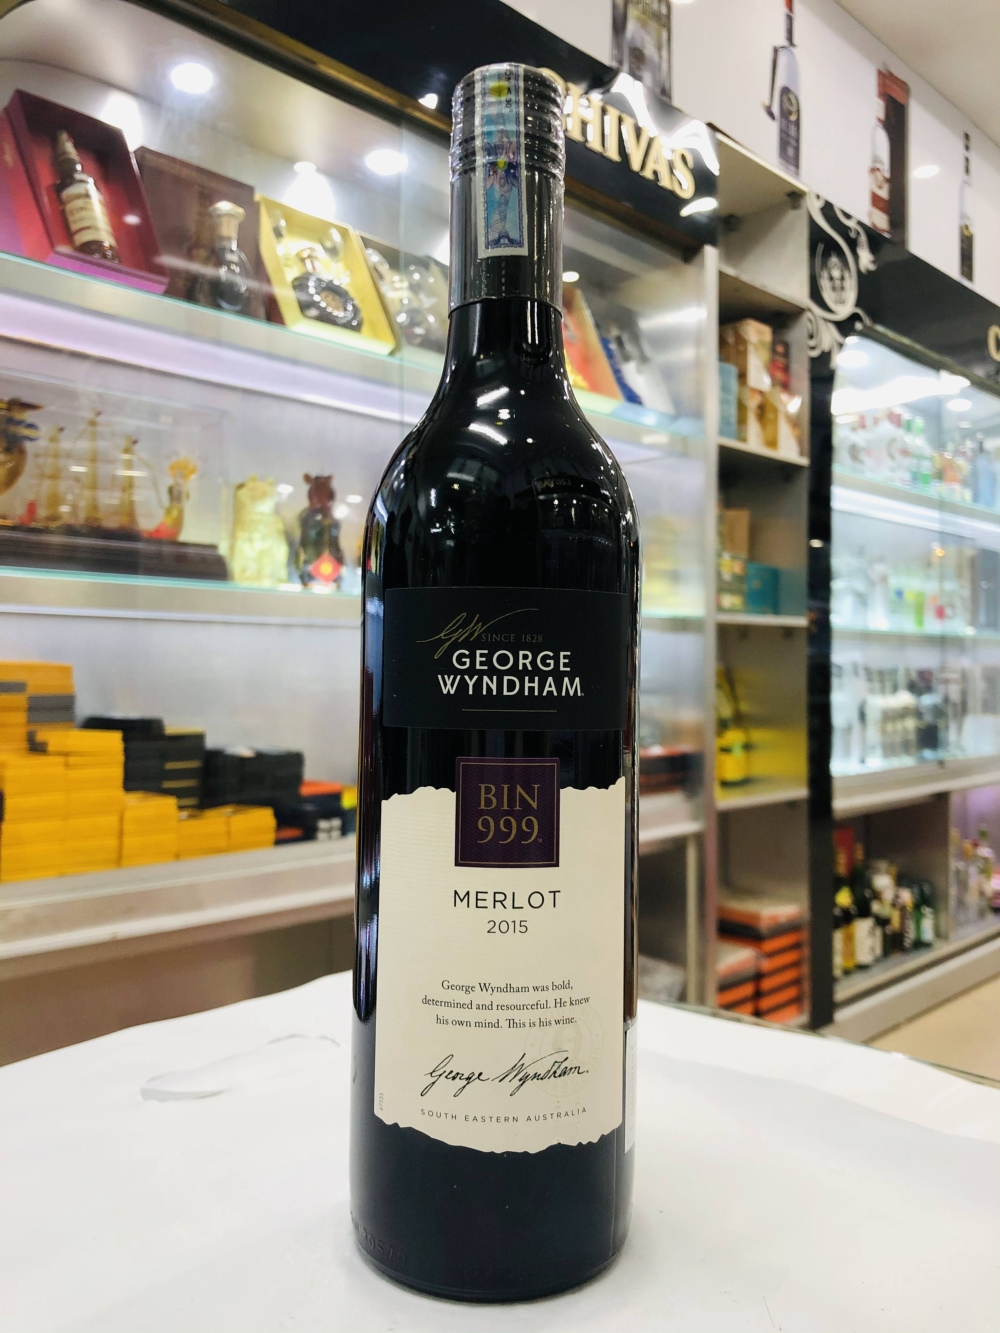 CHIVAS
GW SINCE 1828
GEORGE
WYNDHAM
BIN
999
MERLOT
2015
George Wyndham was bold,
determined and resourceful. He knew
his own mind. This is his wine.
George Wyndham.
SOUTH EASTERN AUSTRALIA